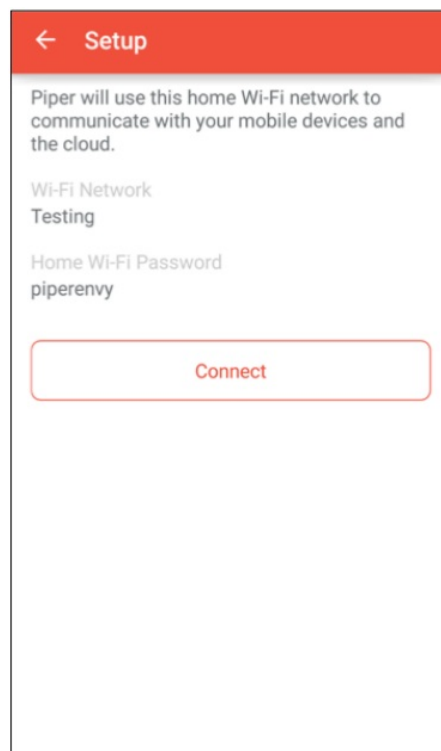 Setup
Piper will use this home Wi-Fi network to
communicate with your mobile devices and
the cloud.
Wi-Fi Network
Testing
Home Wi-Fi Password
piperenvy
Connect